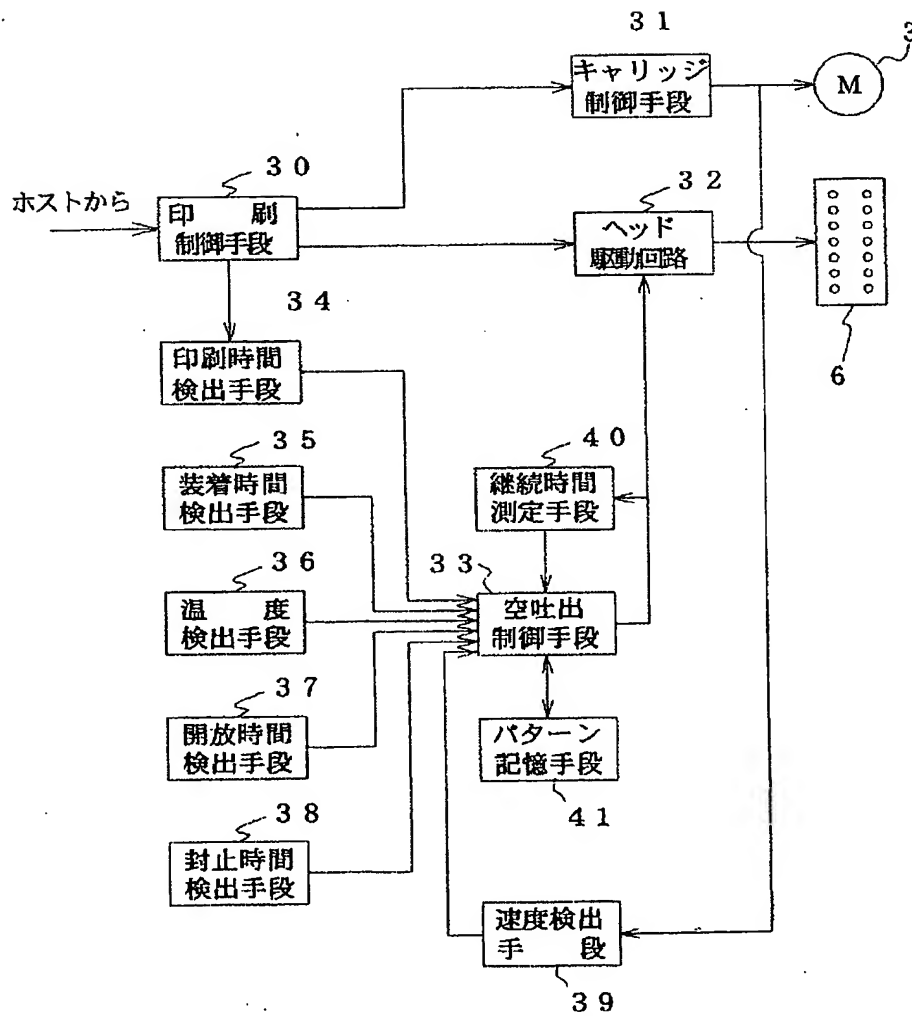 ３１
３
キャリッジ
制御手段
M
３０
３２
ホストから
印　　刷
制御手段
ヘッド
駆動回路
３４
６
印刷時間
検出手段
３５
４０
装着時間
検出手段
継続時間
測定手段
３６
３３
温　　度
検出手段
空吐出
制御手段
３７
開放時間
検出手段
パターン
記憶手段
４１
３８
封止時間
検出手段
速度検出
手　　段
３９